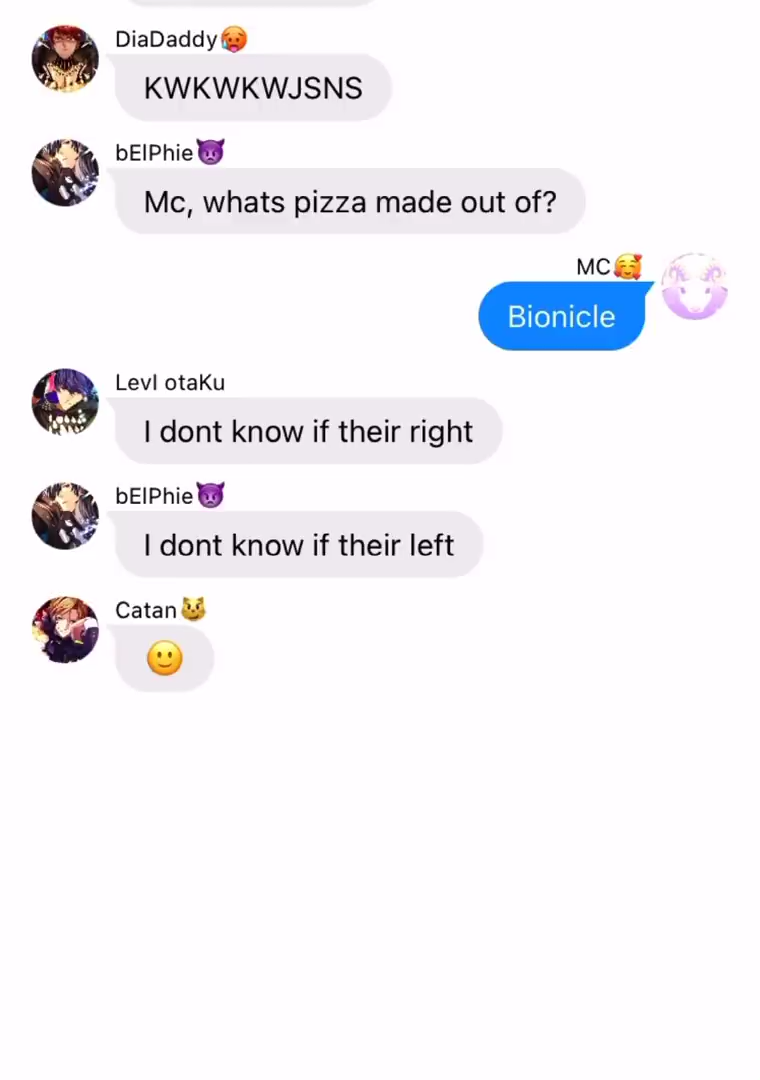 DiaDaddy🥵
KWKWKWJSNS
bElPhie👿
Mc, whats pizza made out of?
MC🥰
Bionicle
LevI otaKu
I dont know if their right
bElPhie👿
I dont know if their left
Catan😼
🙂